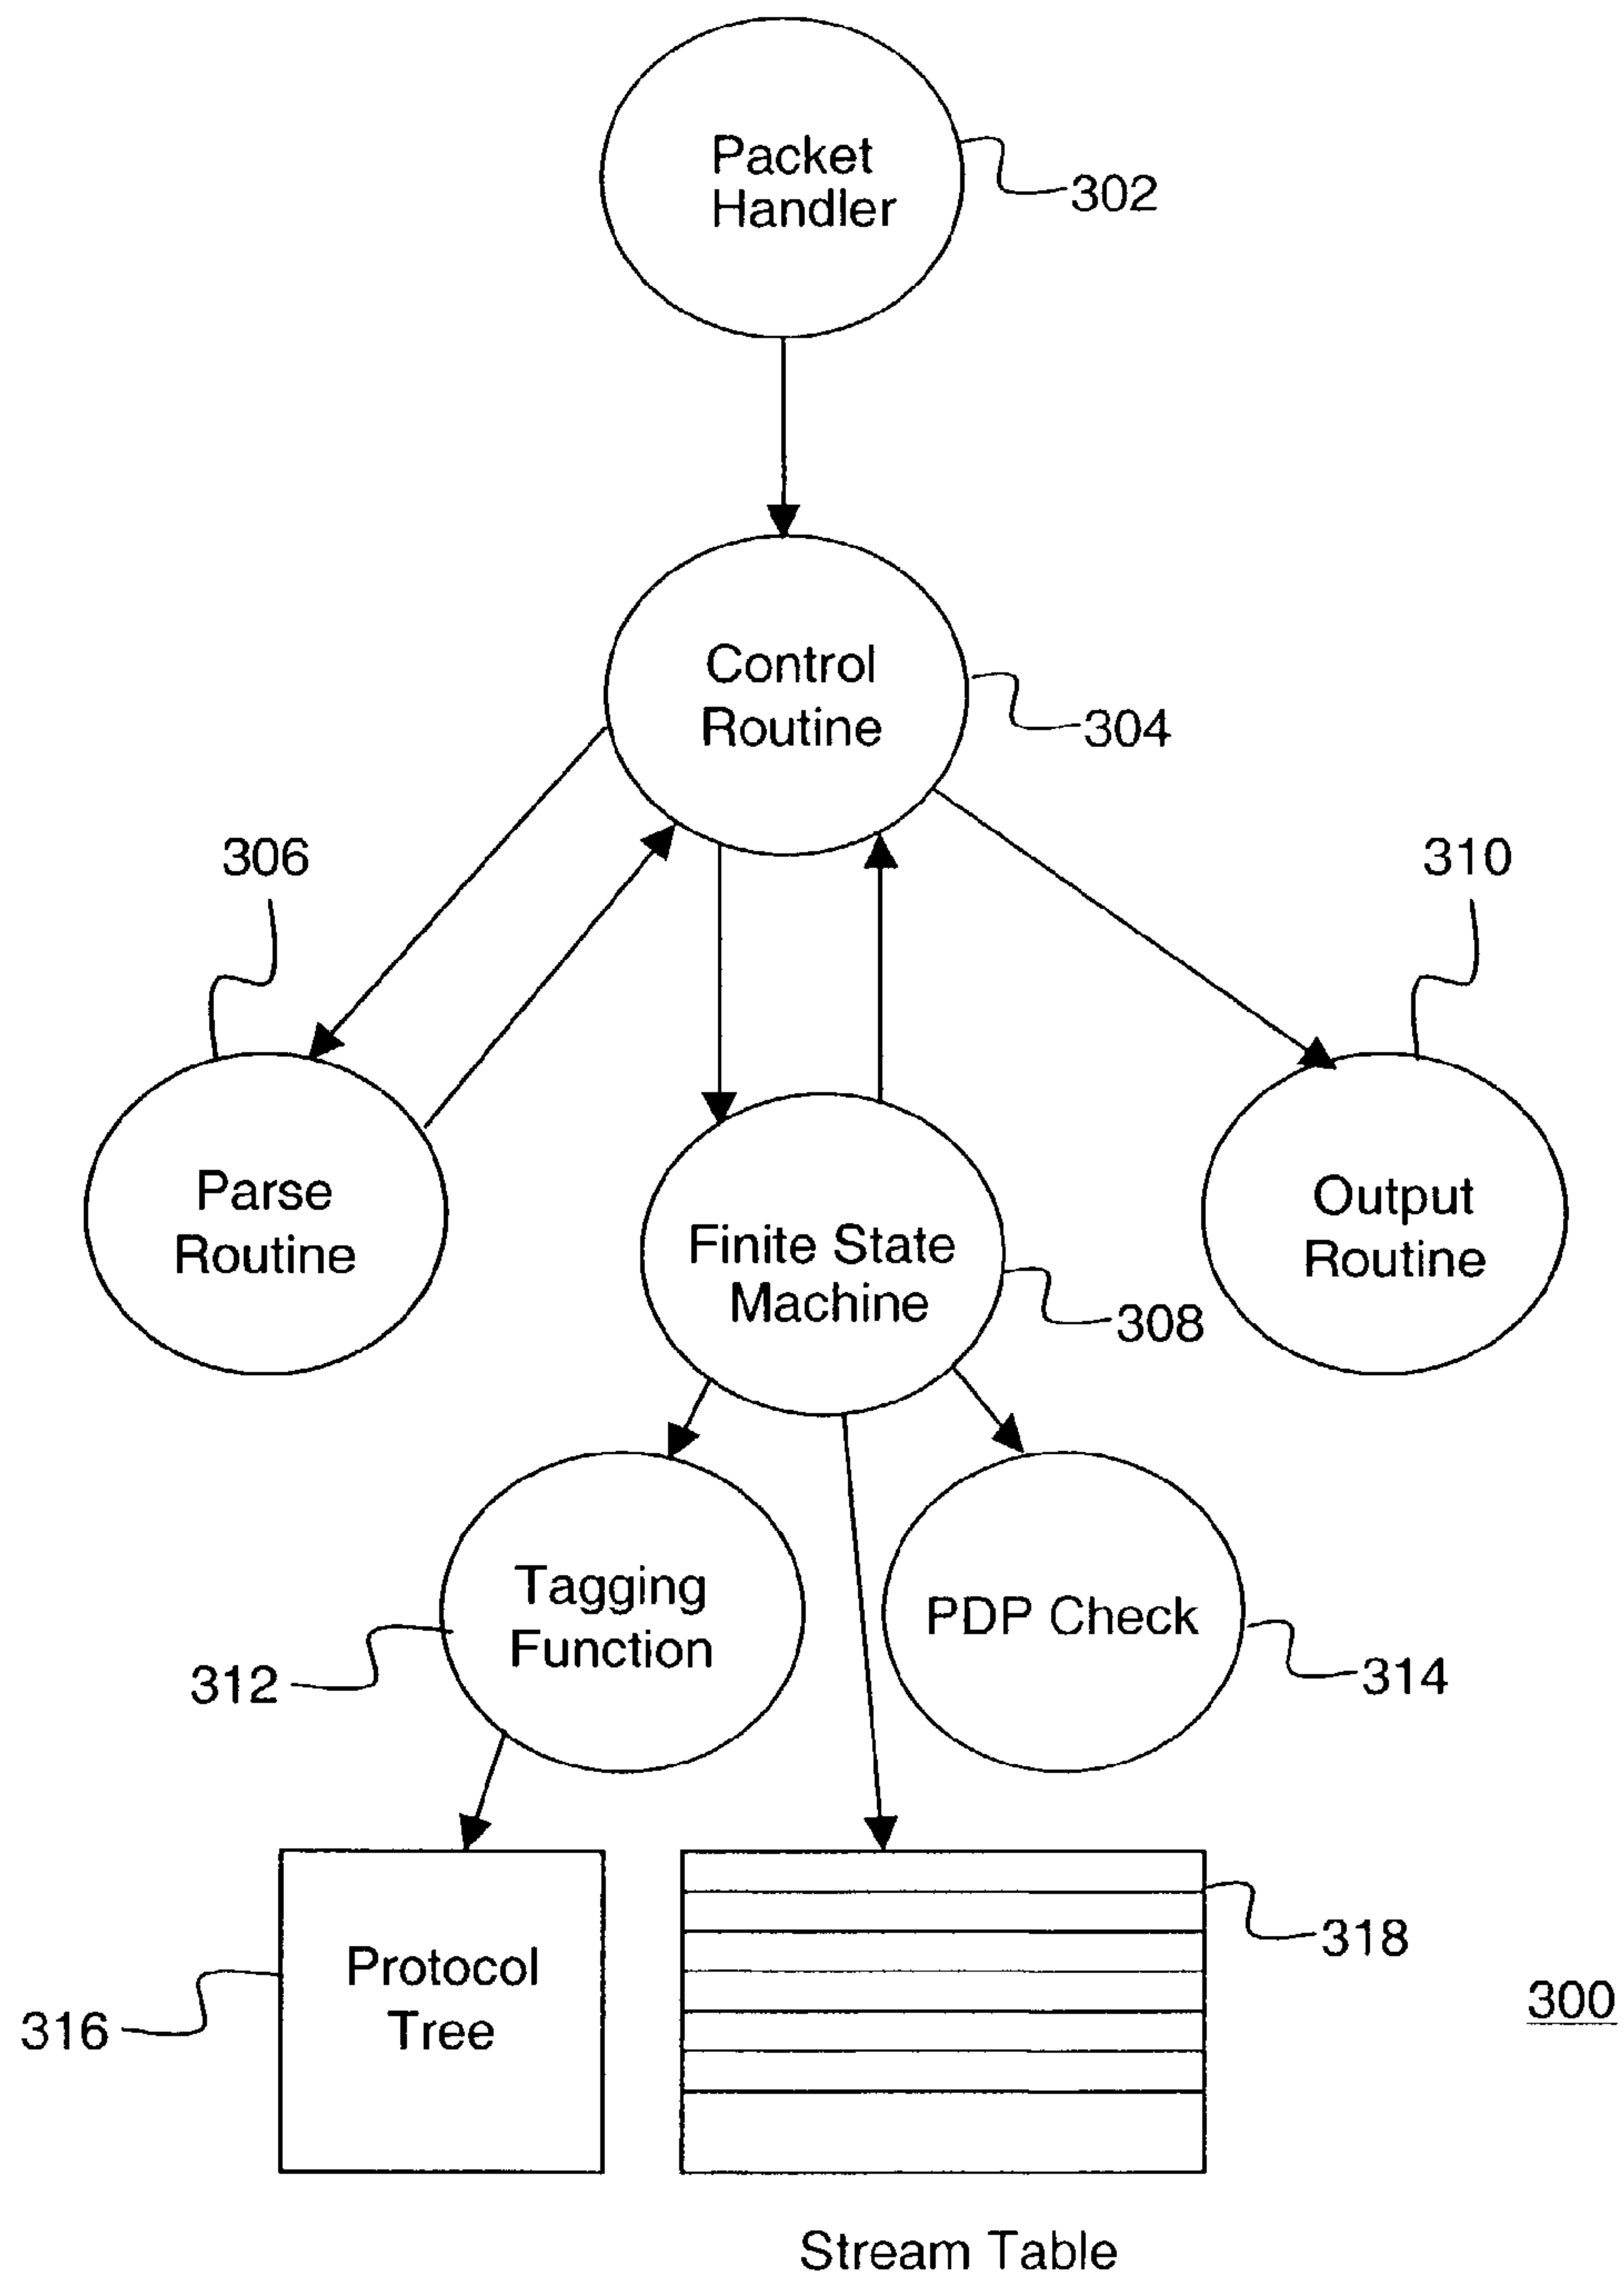 Packet
Handler
302
Control
Routine
304
306
310
Parse
Routine
Finite State
Machine
308
Output
Routine
Tagging
Function
312
PDP Check
314
Protocol
Tree
316
318
300
Stream Table